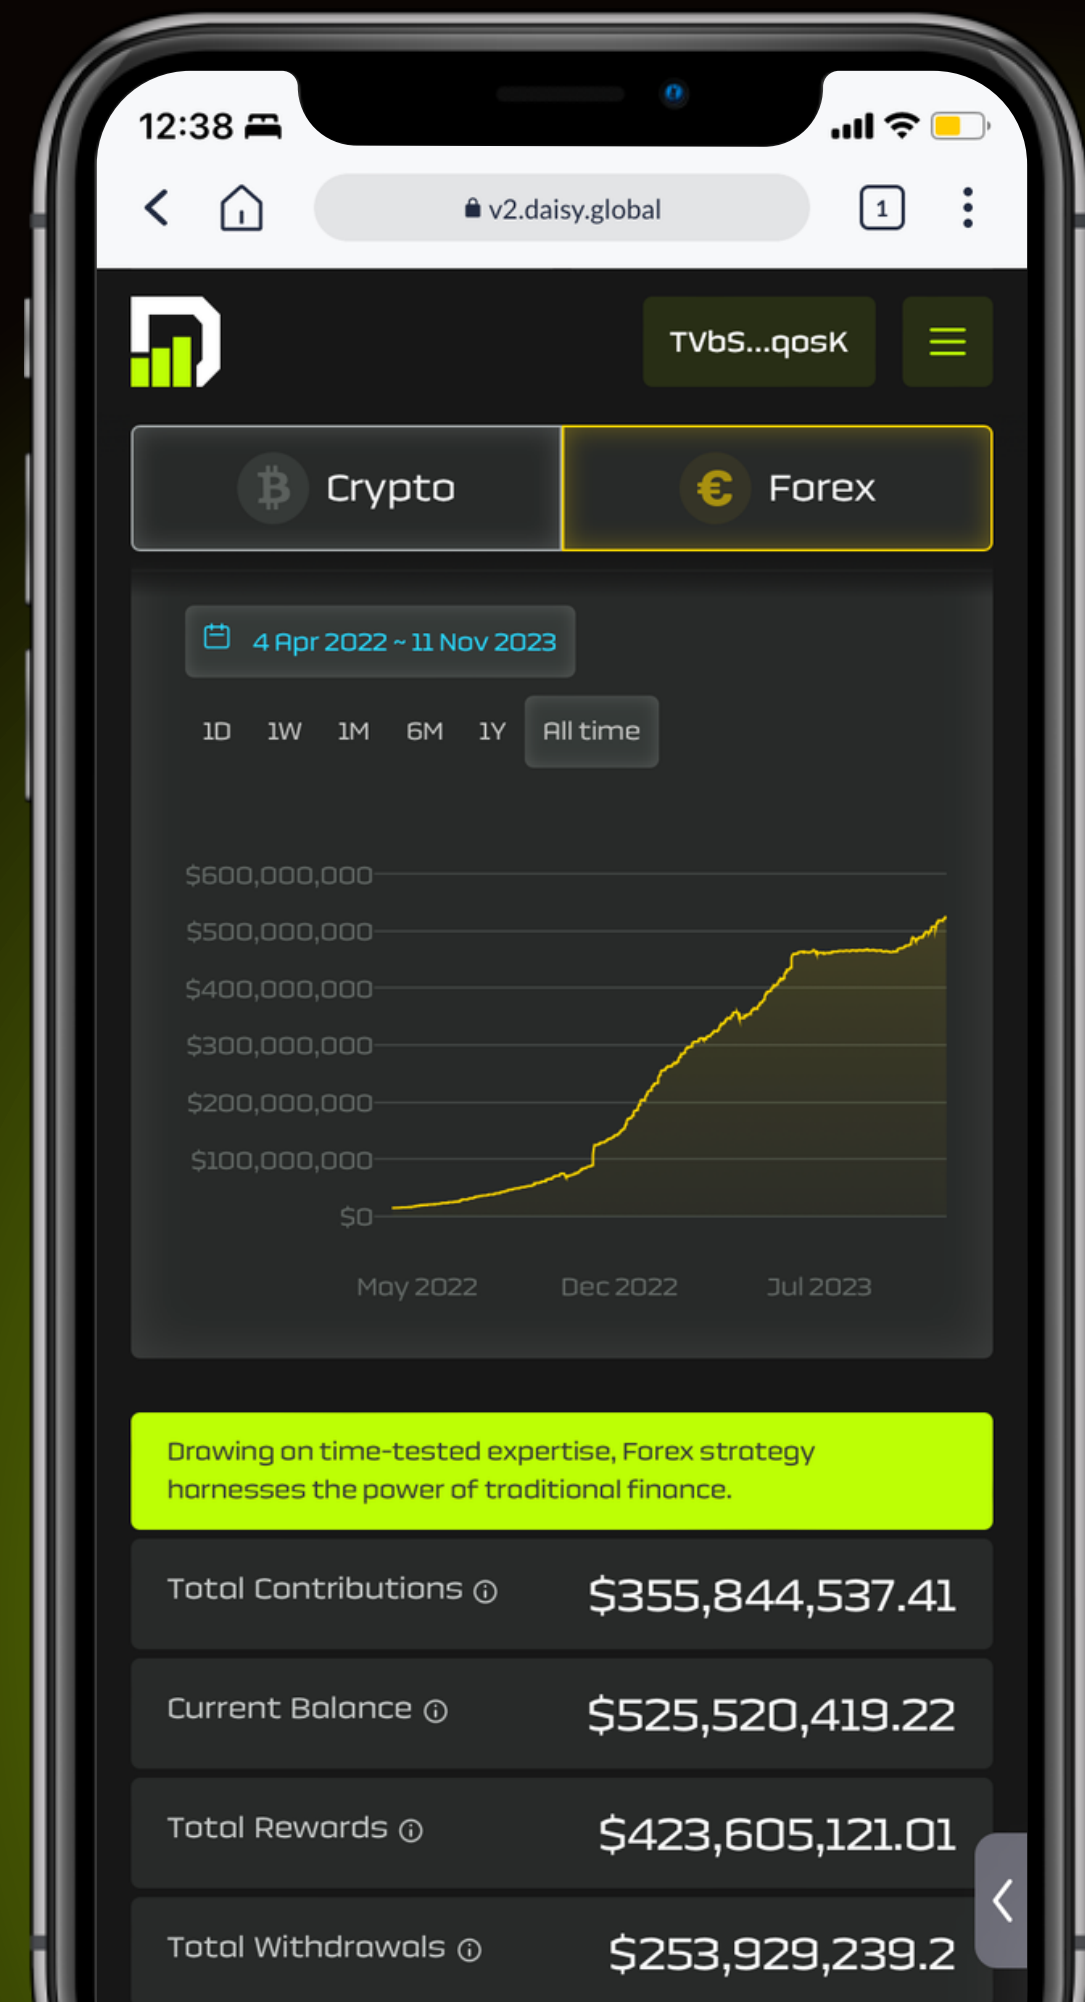 12:38
v2.daisy.global
1
TVbS...qosK
Crypto
€ Forex
4 Apr 2022 ~ 11 Nov 2023
1D 1W 1M 6M 1Y All time
$600,000,000
$500,000,000
$400,000,000
$300,000,000
$200,000,000
$100,000,000
$0
May 2022 Dec 2022 Jul 2023
Drawing on time-tested expertise, Forex strategy
harnesses the power of traditional finance.
Total Contributions $355,844,537.41
Current Balance $525,520,419.22
Total Rewards $423,605,121.01
Total Withdrawals $253,929,239.2